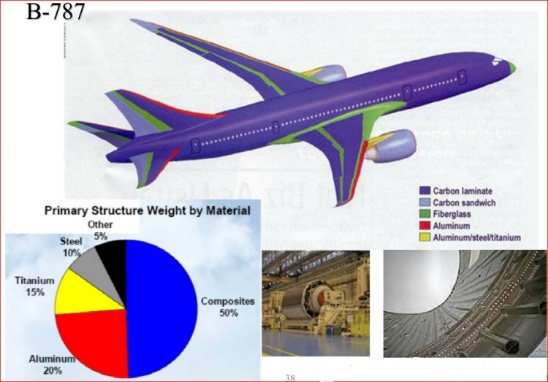 B-787
Carbon laminate
Carbon sandwich
Fiberglass
Aluminum
Aluminum/steel/titanium
Primary Structure Weight by Material
Other
5%
Steel
10%
Titanium
15%
Composites
50%
Aluminum
20%
38